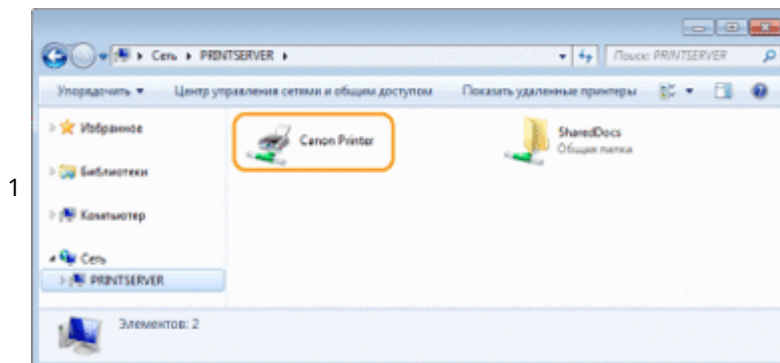 Сеть ▸ PRINTSERVER ▸ Поиск: PRINTSERVER
Упорядочить ▾ Центр управления сетями и общим доступом Показать удаленные принтеры
Избранное
Canon Printer
SharedDocs
Общая папка
Библиотеки
1
Компьютер
Сеть
PRINTSERVER
Элементов: 2